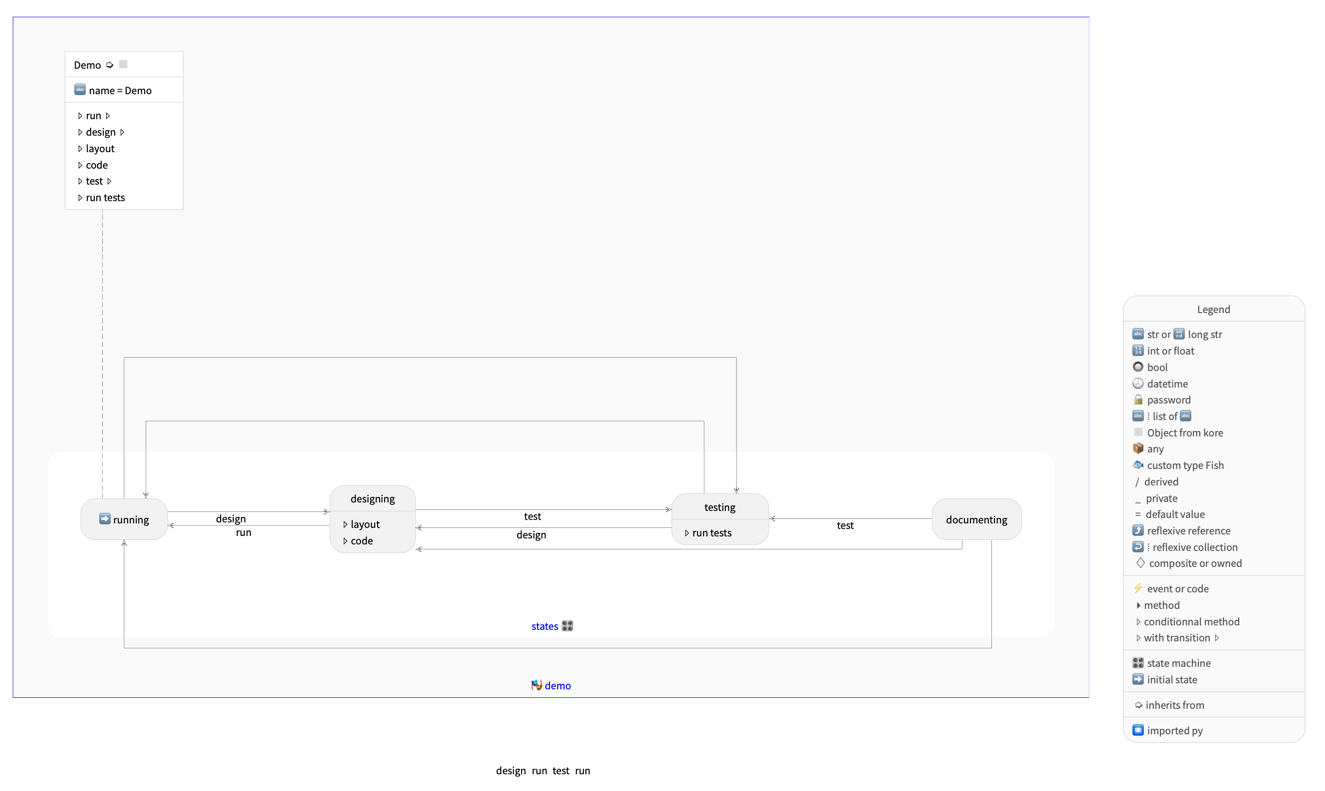 Demo ➭
name = Demo
▷ run ▷
▷ design ▷
▷ layout
▷ code
▷ test ▷
▷ run tests
running
design
run
designing
▷ layout
▷ code
test
design
testing
▷ run tests
test
documenting
states
demo
design run test run
Legend
str or long str
int or float
bool
datetime
password
⁝ list of
Object from kore
any
custom type Fish
/ derived
_ private
= default value
reflexive reference
⁝ reflexive collection
♢ composite or owned
⚡ event or code
‣ method
▷ conditionnal method
▷ with transition ▷
state machine
initial state
➭ inherits from
imported py